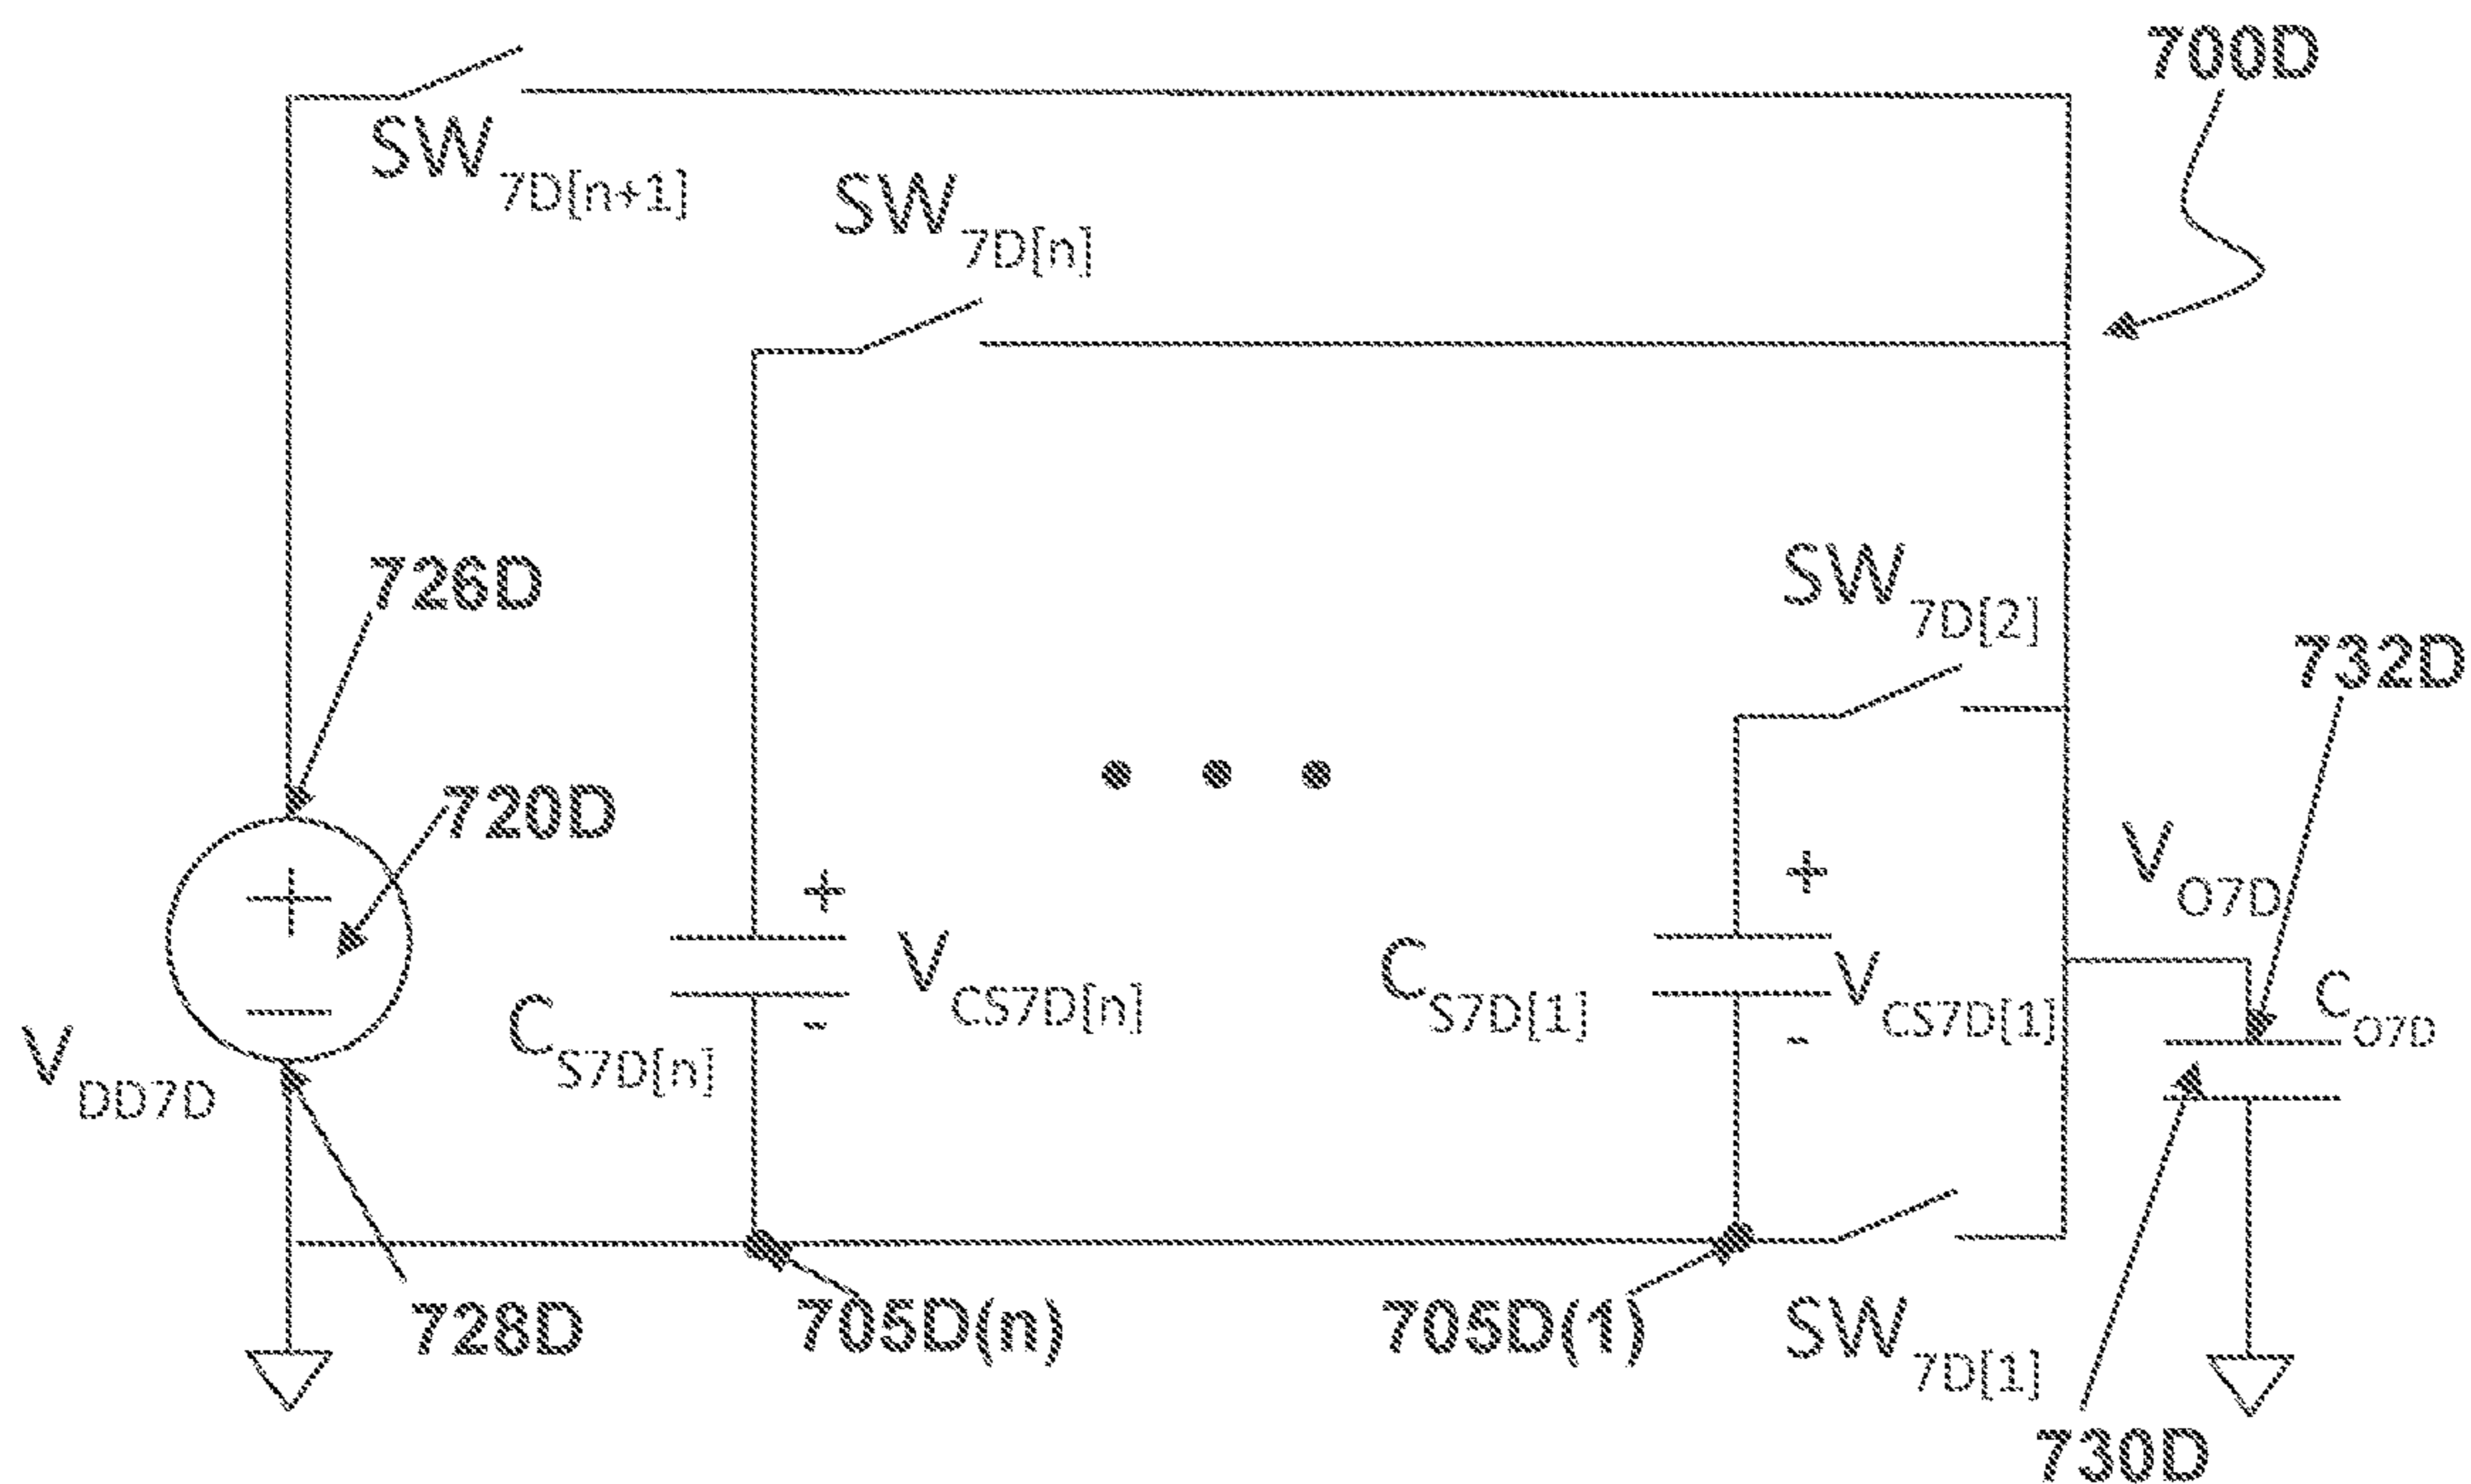 700D
SW7D[n+1]
SW7D[n]
726D
SW7D[2]
732D
720D
+
VO7D
+
+
VCS7D[n]
CS7D[1]
VCS7D[1]
CO7D
CS7D[n]
-
-
VDD7D
728D
705D(n)
705D(1)
SW7D[1]
730D